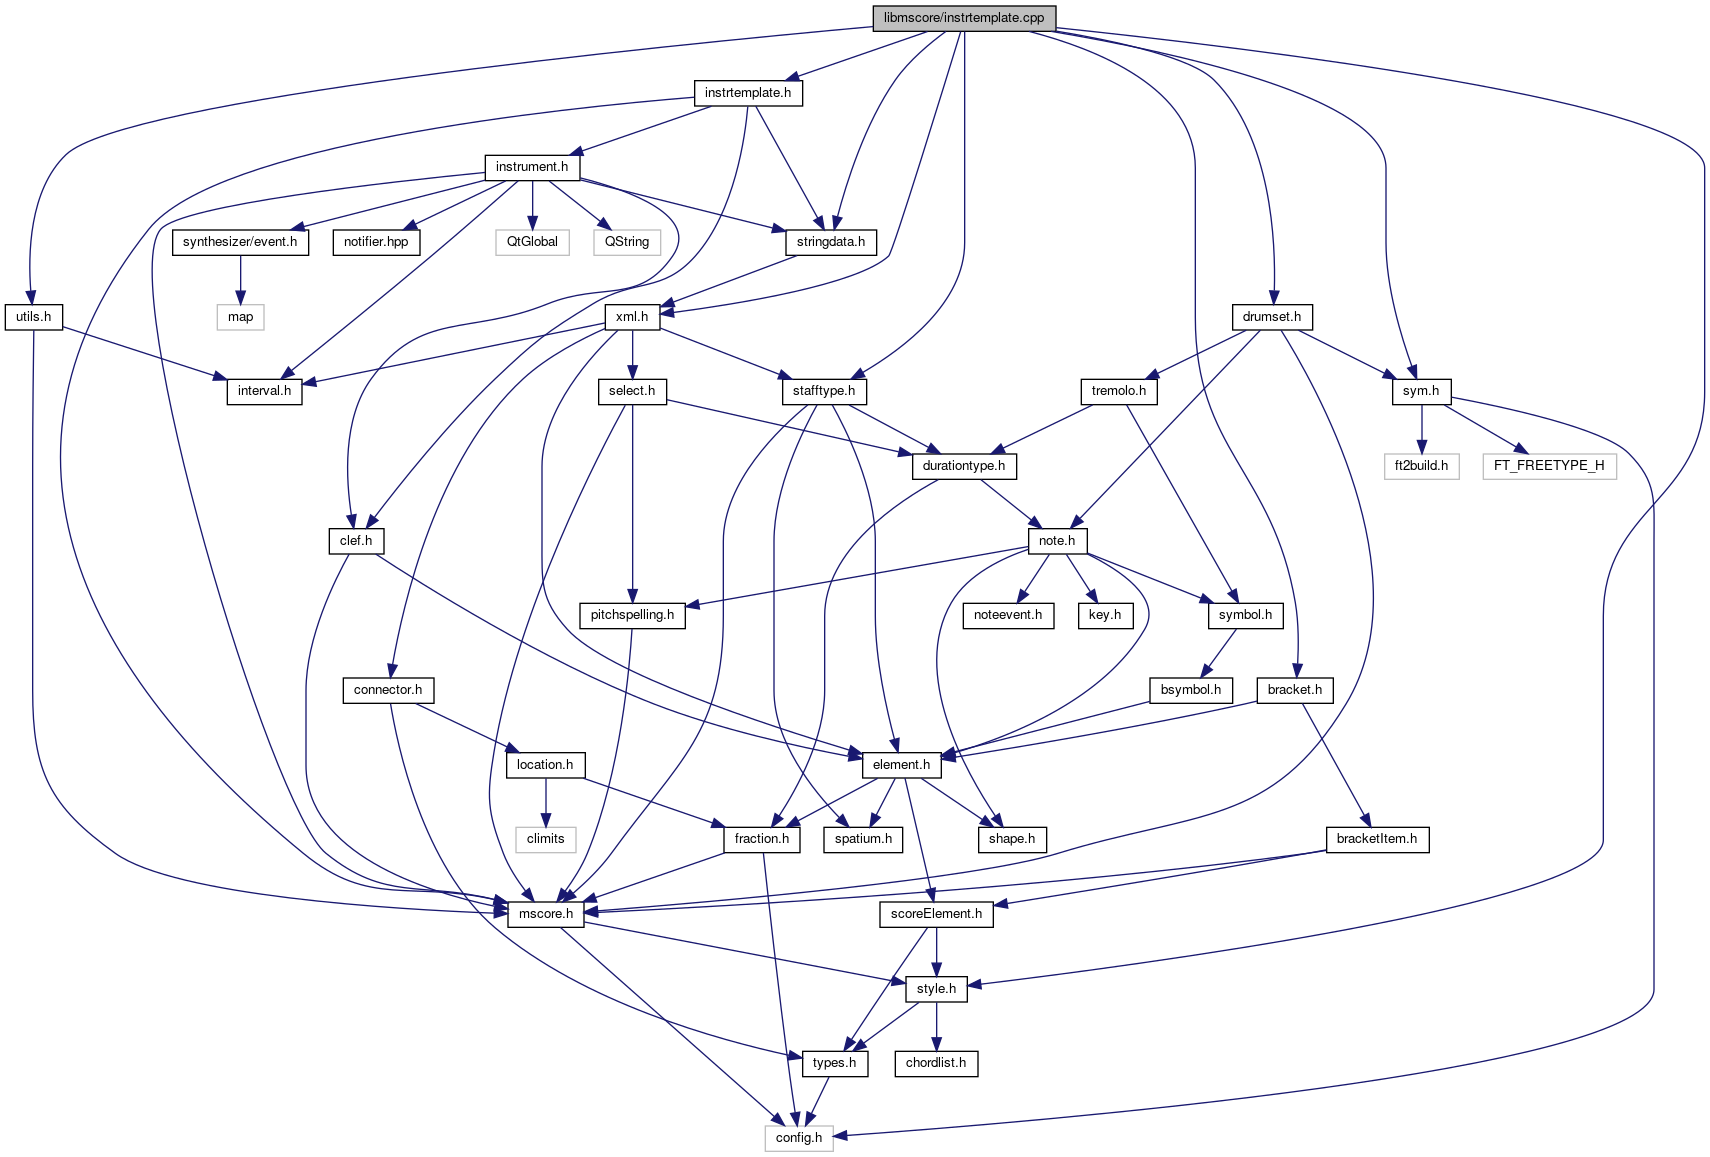 libmscore/instrtemplate.cpp
instrtemplate.h
instrument.h
synthesizer/event.h
notifier.hpp
QtGlobal
QString
stringdata.h
utils.h
map
xml.h
drumset.h
interval.h
select.h
stafftype.h
tremolo.h
sym.h
durationtype.h
ft2build.h
FT_FREETYPE_H
clef.h
note.h
pitchspelling.h
noteevent.h
key.h
symbol.h
connector.h
bsymbol.h
bracket.h
location.h
element.h
climits
fraction.h
spatium.h
shape.h
bracketItem.h
mscore.h
scoreElement.h
style.h
types.h
chordlist.h
config.h